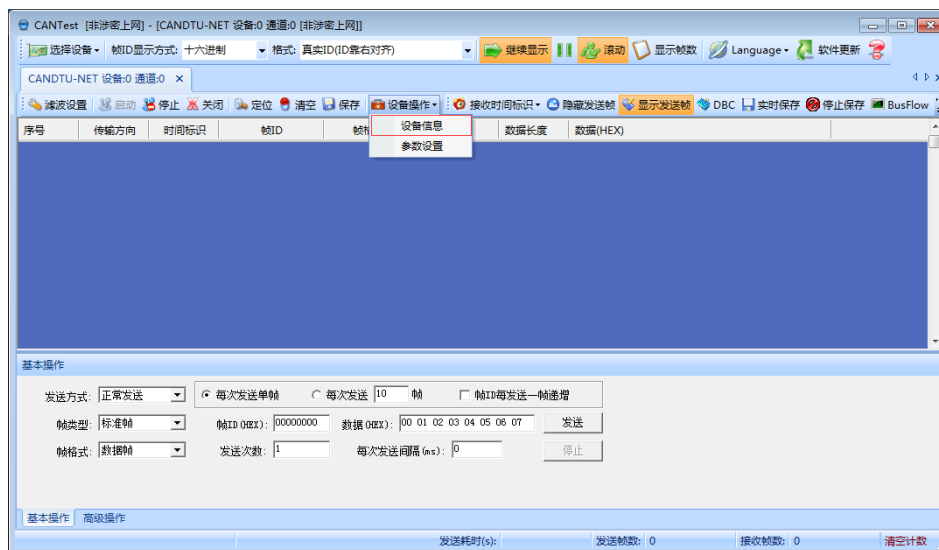 CANTest [非涉密上网] - [CANDTU-NET 设备:0 通道:0 [非涉密上网]]
选择设备 帧ID显示方式: 十六进制 格式: 真实ID(ID靠右对齐) 继续显示 滚动 显示帧数 Language 软件更新
CANDTU-NET 设备:0 通道:0 ×
滤波设置 启动 停止 关闭 定位 清空 保存 设备操作 接收时间标识 隐藏发送帧 显示发送帧 DBC 实时保存 停止保存 BusFlow
序号 传输方向 时间标识 帧ID 数据长度 数据(HEX)
设备信息
参数设置
基本操作
发送方式: 正常发送 每次发送单帧 每次发送 10 帧 帧ID每发送一帧递增
帧类型: 标准帧 帧ID(HEX): 00000000 数据(HEX): 00 01 02 03 04 05 06 07 发送
帧格式: 数据帧 发送次数: 1 每次发送间隔(ms): 0 停止
基本操作 高级操作
发送耗时(s): 发送帧数: 0 接收帧数: 0 清空计数